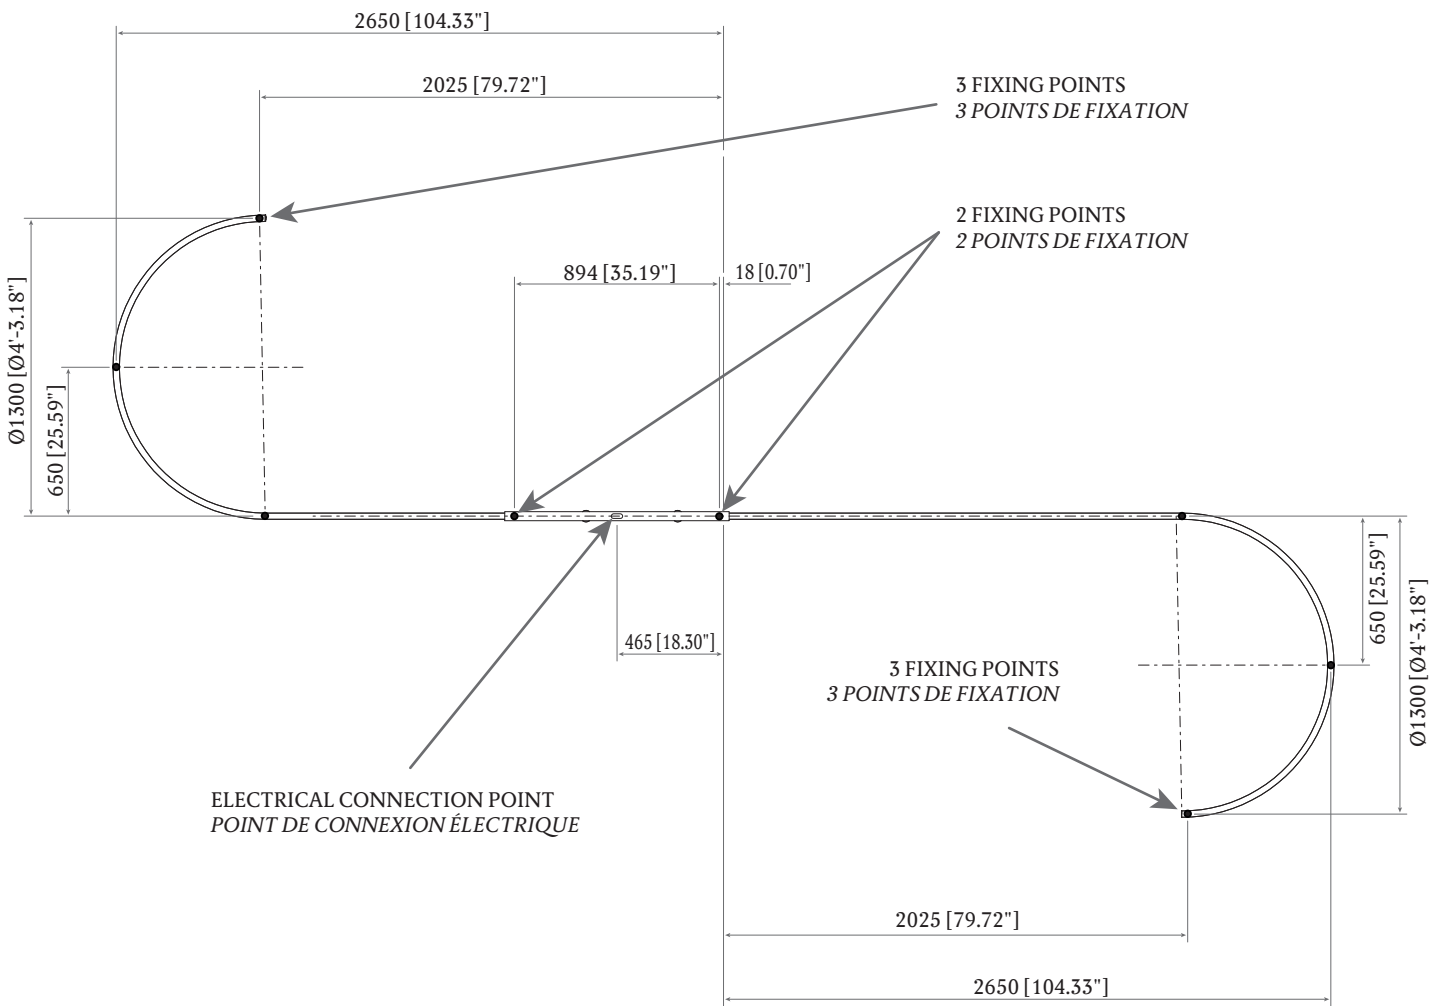 2650 [104.33"]
2025 [79.72"]
3 FIXING POINTS
3 POINTS DE FIXATION
2 FIXING POINTS
2 POINTS DE FIXATION
894 [35.19"]
18 [0.70"]
Ø1300 [Ø4'-3.18"]
650 [25.59"]
465 [18.30"]
650 [25.59"]
Ø1300 [Ø4'-3.18"]
3 FIXING POINTS
3 POINTS DE FIXATION
ELECTRICAL CONNECTION POINT
POINT DE CONNEXION ÉLECTRIQUE
2025 [79.72"]
2650 [104.33"]